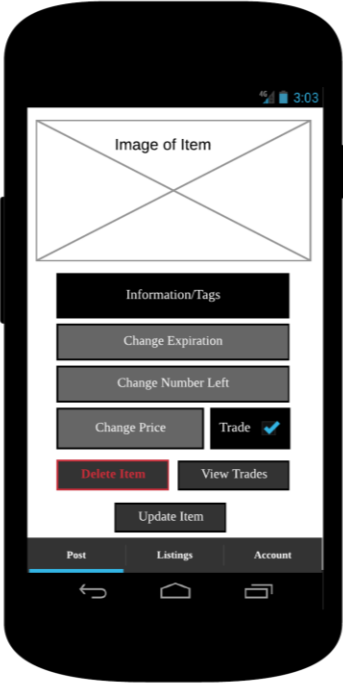 4G 3:03
Image of Item
Information/Tags
Change Expiration
Change Number Left
Change Price Trade
Delete Item View Trades
Update Item
Post Listings Account